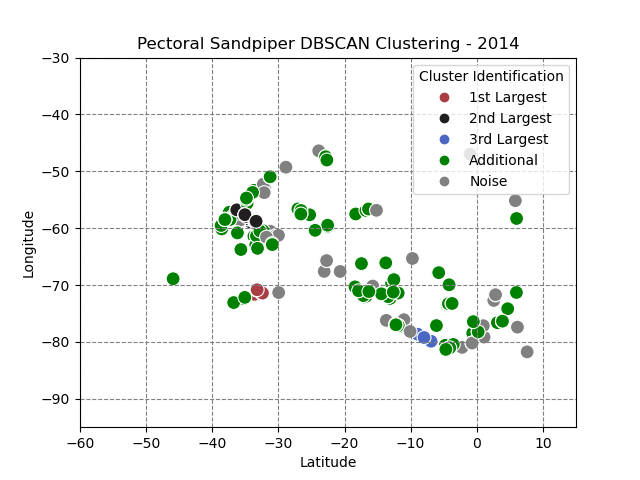 Pectoral Sandpiper DBSCAN Clustering - 2014
Cluster Identification
1st Largest
2nd Largest
3rd Largest
Additional
Noise
−30
−40
−50
−60
−70
−80
−90
Longitude
−60
−50
−40
−30
−20
−10
0
10
Latitude